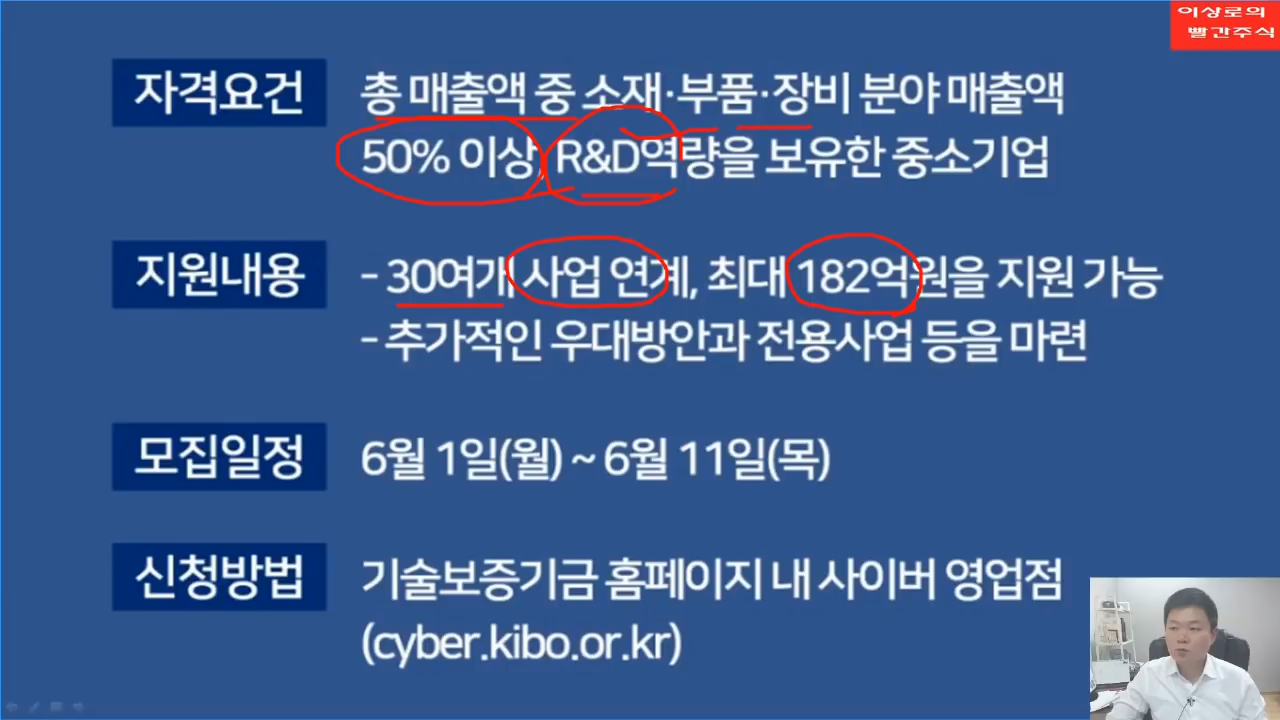 이상로의
빨간주식
자격요건
총 매출액 중 소재·부품·장비 분야 매출액
50% 이상, R&D역량을 보유한 중소기업
지원내용
- 30여개 사업 연계, 최대 182억원을 지원 가능
- 추가적인 우대방안과 전용사업 등을 마련
모집일정
6월 1일(월) ~ 6월 11일(목)
신청방법
기술보증기금 홈페이지 내 사이버 영업점
(cyber.kibo.or.kr)